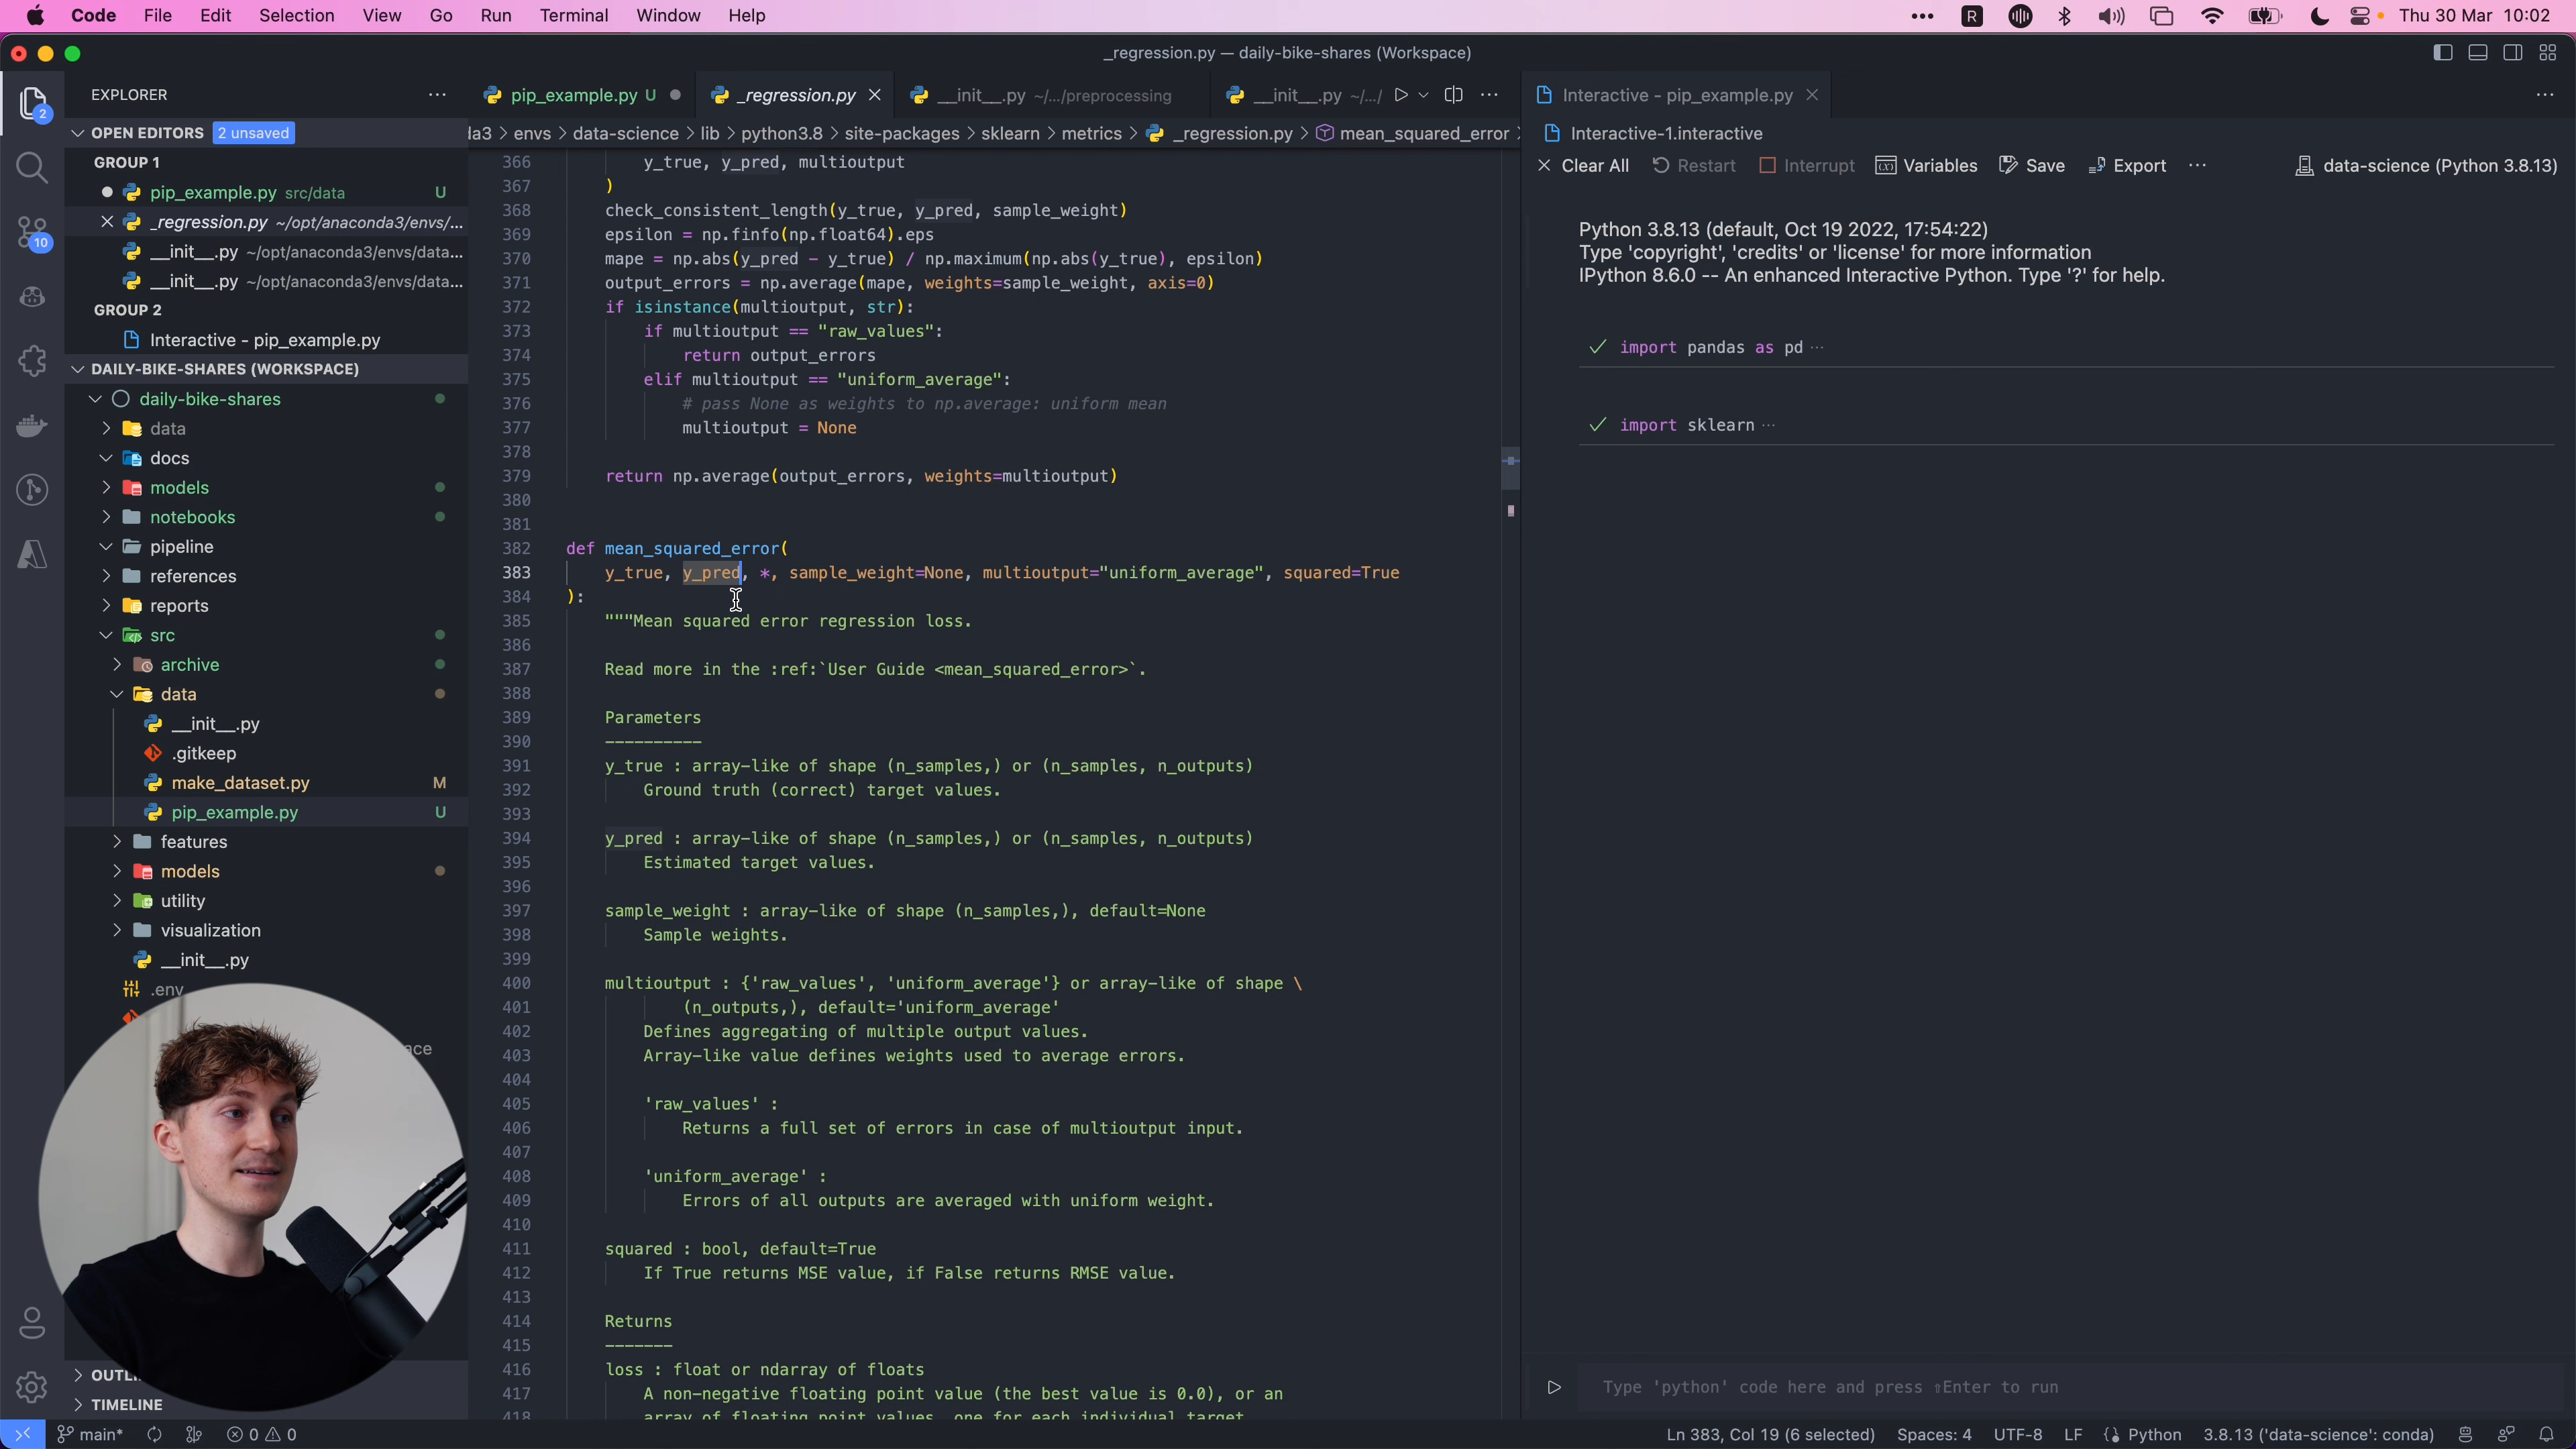 Code File Edit Selection View Go Run Terminal Window Help
R
Thu 30 Mar 10:02
_regression.py — daily-bike-shares (Workspace)
EXPLORER
2
10
OPEN EDITORS 2 unsaved
GROUP 1
pip_example.py src/data U
_regression.py ~/opt/anaconda3/envs/...
__init__.py ~/opt/anaconda3/envs/data...
__init__.py ~/opt/anaconda3/envs/data...
GROUP 2
Interactive - pip_example.py
DAILY-BIKE-SHARES (WORKSPACE)
daily-bike-shares
data
docs
models
notebooks
pipeline
references
reports
src
archive
data
__init__.py
.gitkeep
make_dataset.py M
pip_example.py U
features
models
utility
visualization
__init__.py
.env
TIMELINE
pip_example.py U
_regression.py
__init__.py ~/.../preprocessing
__init__.py ~/.../
da3 > envs > data-science > lib > python3.8 > site-packages > sklearn > metrics > _regression.py > mean_squared_error >
366 y_true, y_pred, multioutput
367 )
368 check_consistent_length(y_true, y_pred, sample_weight)
369 epsilon = np.finfo(np.float64).eps
370 mape = np.abs(y_pred - y_true) / np.maximum(np.abs(y_true), epsilon)
371 output_errors = np.average(mape, weights=sample_weight, axis=0)
372 if isinstance(multioutput, str):
373 if multioutput == "raw_values":
374 return output_errors
375 elif multioutput == "uniform_average":
376 # pass None as weights to np.average: uniform mean
377 multioutput = None
378
379 return np.average(output_errors, weights=multioutput)
380
381
382 def mean_squared_error(
383 y_true, y_pred, *, sample_weight=None, multioutput="uniform_average", squared=True
384 ):
385 """Mean squared error regression loss.
386
387 Read more in the :ref:`User Guide <mean_squared_error>`.
388
389 Parameters
390 ----------
391 y_true : array-like of shape (n_samples,) or (n_samples, n_outputs)
392 Ground truth (correct) target values.
393
394 y_pred : array-like of shape (n_samples,) or (n_samples, n_outputs)
395 Estimated target values.
396
397 sample_weight : array-like of shape (n_samples,), default=None
398 Sample weights.
399
400 multioutput : {'raw_values', 'uniform_average'} or array-like of shape \
401 (n_outputs,), default='uniform_average'
402 Defines aggregating of multiple output values.
403 Array-like value defines weights used to average errors.
404
405 'raw_values' :
406 Returns a full set of errors in case of multioutput input.
407
408 'uniform_average' :
409 Errors of all outputs are averaged with uniform weight.
410
411 squared : bool, default=True
412 If True returns MSE value, if False returns RMSE value.
413
414 Returns
415 -------
416 loss : float or ndarray of floats
417 A non-negative floating point value (the best value is 0.0), or an
418 array of floating point values, one for each individual target.
Interactive - pip_example.py
Interactive-1.interactive
Clear All Restart Interrupt Variables Save Export ... data-science (Python 3.8.13)
Python 3.8.13 (default, Oct 19 2022, 17:54:22)
Type 'copyright', 'credits' or 'license' for more information
IPython 8.6.0 -- An enhanced Interactive Python. Type '?' for help.
import pandas as pd ...
import sklearn ...
Type 'python' code here and press ⇧Enter to run
main* 0 0
Ln 383, Col 19 (6 selected) Spaces: 4 UTF-8 LF Python 3.8.13 ('data-science': conda)